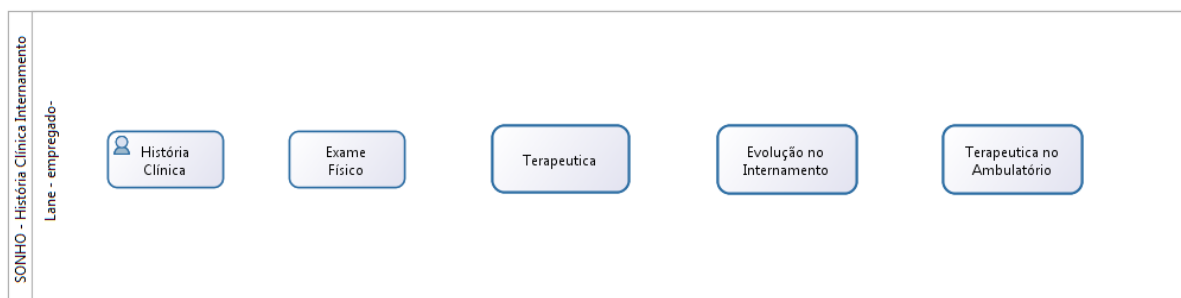 SONHO - História Clínica Internamento
Lane - empregado-
História
Clínica
Exame
Físico
Terapeutica
Evolução no
Internamento
Terapeutica no
Ambulatório